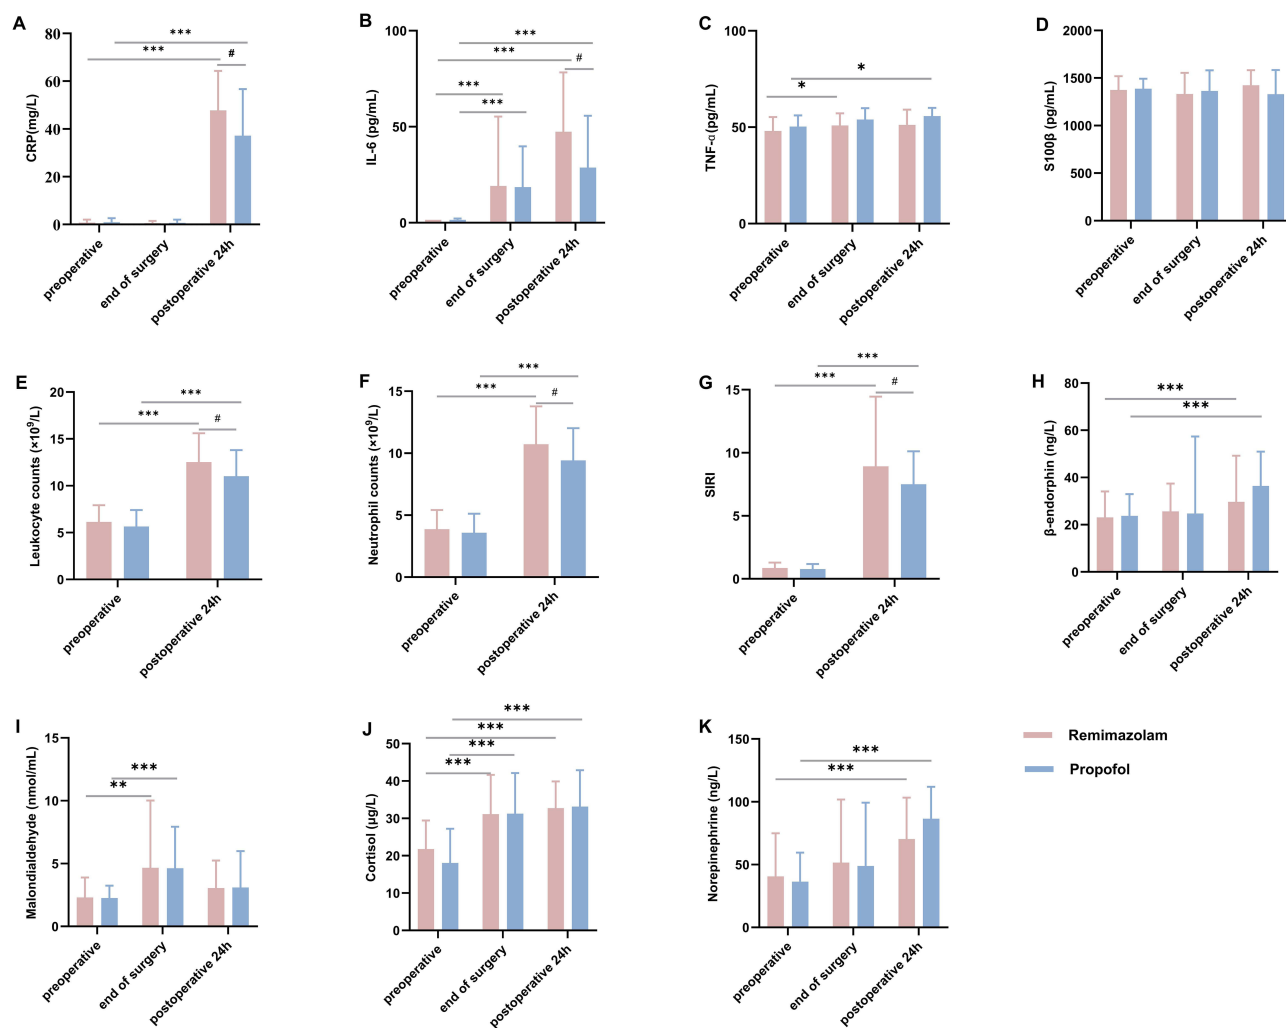 A
CRP(mg/L)
80
60
40
20
0
***
***
#
preoperative
end of surgery
postoperative 24h
B
IL-6 (pg/mL)
100
50
0
***
***
#
***
***
preoperative
end of surgery
postoperative 24h
C
TNF-α(pg/mL)
100
50
0
*
*
preoperative
end of surgery
postoperative 24h
D
S100β (pg/mL)
2000
1500
1000
500
0
preoperative
end of surgery
postoperative 24h
E
Leukocyte counts (×10⁹/L)
20
15
10
5
0
***
***
#
preoperative
postoperative 24h
F
Neutrophil counts (×10⁹/L)
15
10
5
0
***
***
#
preoperative
postoperative 24h
G
SIRI
15
10
5
0
***
***
#
preoperative
postoperative 24h
H
β-endorphin (ng/L)
80
60
40
20
0
***
***
preoperative
end of surgery
postoperative 24h
I
Malondialdehyde (nmol/mL)
15
10
5
0
***
**
preoperative
end of surgery
postoperative 24h
J
Cortisol (μg/L)
50
40
30
20
10
0
***
***
***
***
preoperative
end of surgery
postoperative 24h
K
Norepinephrine (ng/L)
150
100
50
0
***
***
preoperative
end of surgery
postoperative 24h
Remimazolam
Propofol